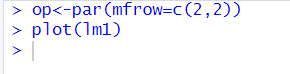 > op<-par(mfrow=c(2,2))
> plot(lm1)
>